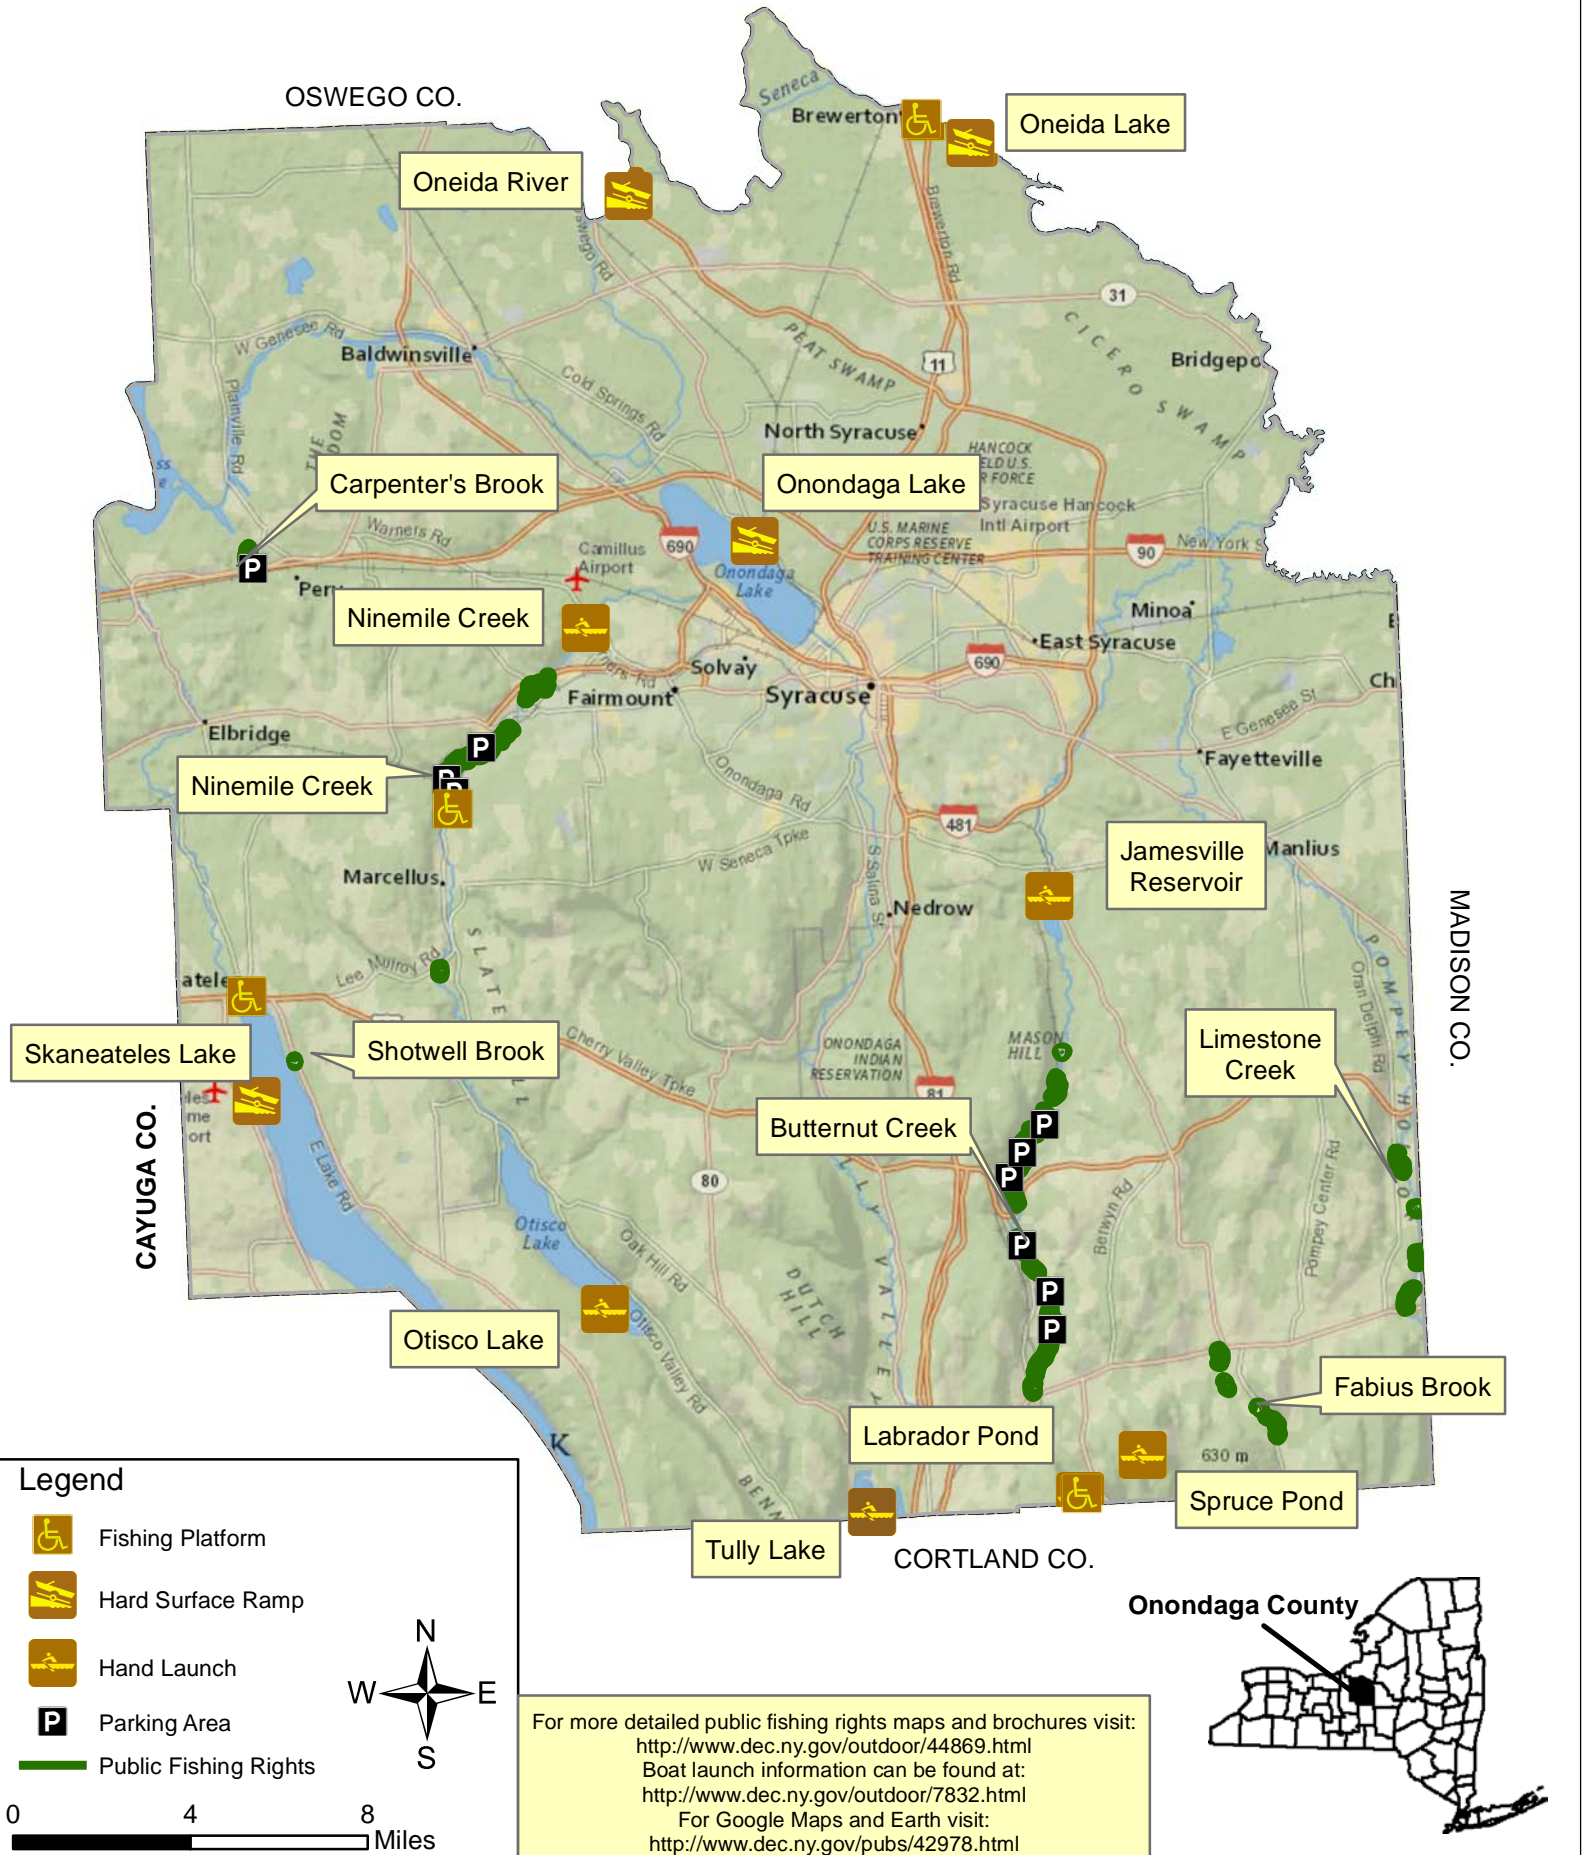 OSWEGO CO.
Seneca
Brewerton
Oneida Lake
Oneida River
Brewerton Rd
31
W Genesee Rd
Baldwinsville
PEAT SWAMP
11
CICERO SWAMP
Plainville Rd
THE
Cold Springs Rd
North Syracuse
HANCOCK
U.S.
FORCE
Carpenter's Brook
Onondaga Lake
Syracuse Hancock
Intl Airport
Warners Rd
690
U.S. MARINE
CORPS RESERVE
TRAINING CENTER
90
New York
Camillus
Airport
P
Onondaga
Lake
Ninemile Creek
Minoa
East Syracuse
690
Solvay
Fairmount
Syracuse
E Genesee St
Elbridge
P
Fayetteville
Ninemile Creek
Onondaga Rd
481
W Seneca Tpke
S Salina St
Jamesville
Reservoir
Manlius
Marcellus
Nedrow
MADISON CO.
POMPEY HOLLOW
Oran Delphi Rd
Lee Mulroy Rd
SLATE
Skaneateles Lake
Shotwell Brook
Cherry Valley Tpke
ONONDAGA
INDIAN
RESERVATION
MASON
HILL
Limestone
Creek
81
Butternut Creek
P
P
P
CAYUGA CO.
E Lake Rd
80
Berwyn Rd
Pompey Center Rd
Otisco
Lake
Oak Hill Rd
VALLEY
P
DUTCH
HILL
P
P
Otisco Lake
Otisco Valley Rd
Fabius Brook
Labrador Pond
630 m
K
Spruce Pond
Tully Lake
CORTLAND CO.
Legend
Fishing Platform
Hard Surface Ramp
Hand Launch
P Parking Area
Public Fishing Rights
N
W E
S
0 4 8
Miles
Onondaga County
For more detailed public fishing rights maps and brochures visit:
http://www.dec.ny.gov/outdoor/44869.html
Boat launch information can be found at:
http://www.dec.ny.gov/outdoor/7832.html
For Google Maps and Earth visit:
http://www.dec.ny.gov/pubs/42978.html